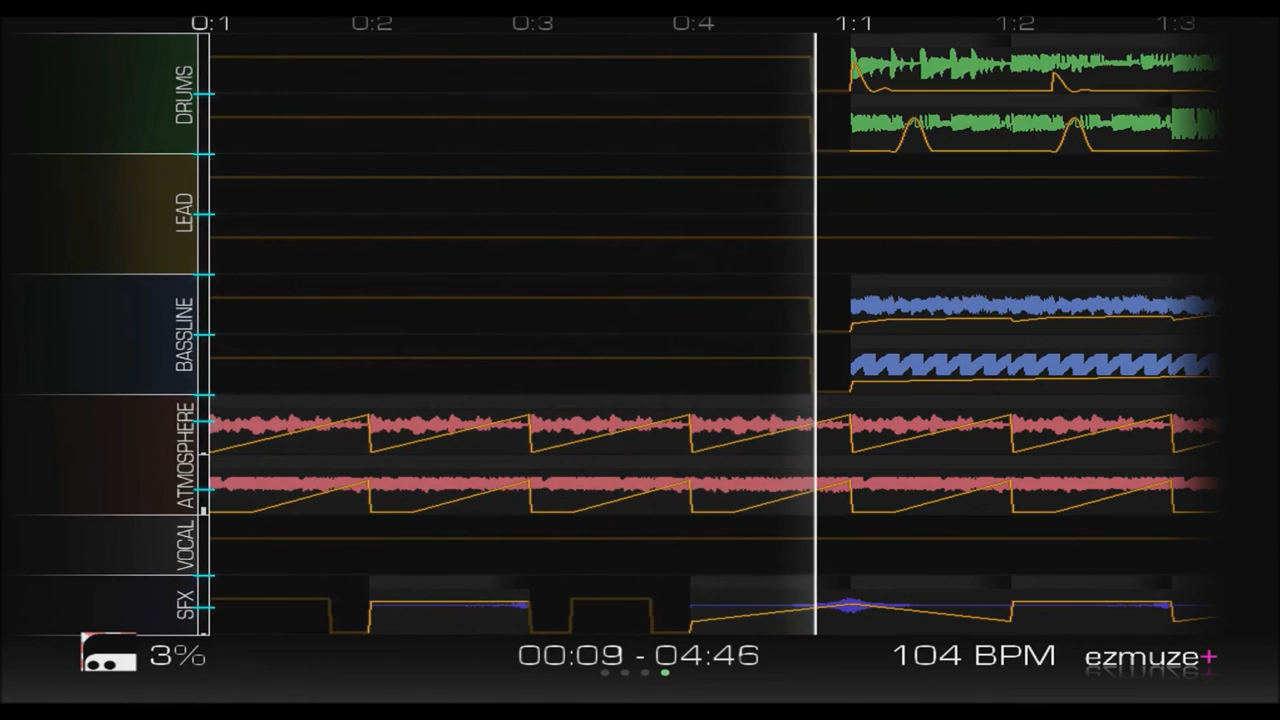 0:1 0:2 0:3 0:4 1:1 1:2 1:3
DRUMS
LEAD
BASSLINE
ATMOSPHERE
VOCAL
SFX
3% 00:09 - 04:46 104 BPM ezmuze+